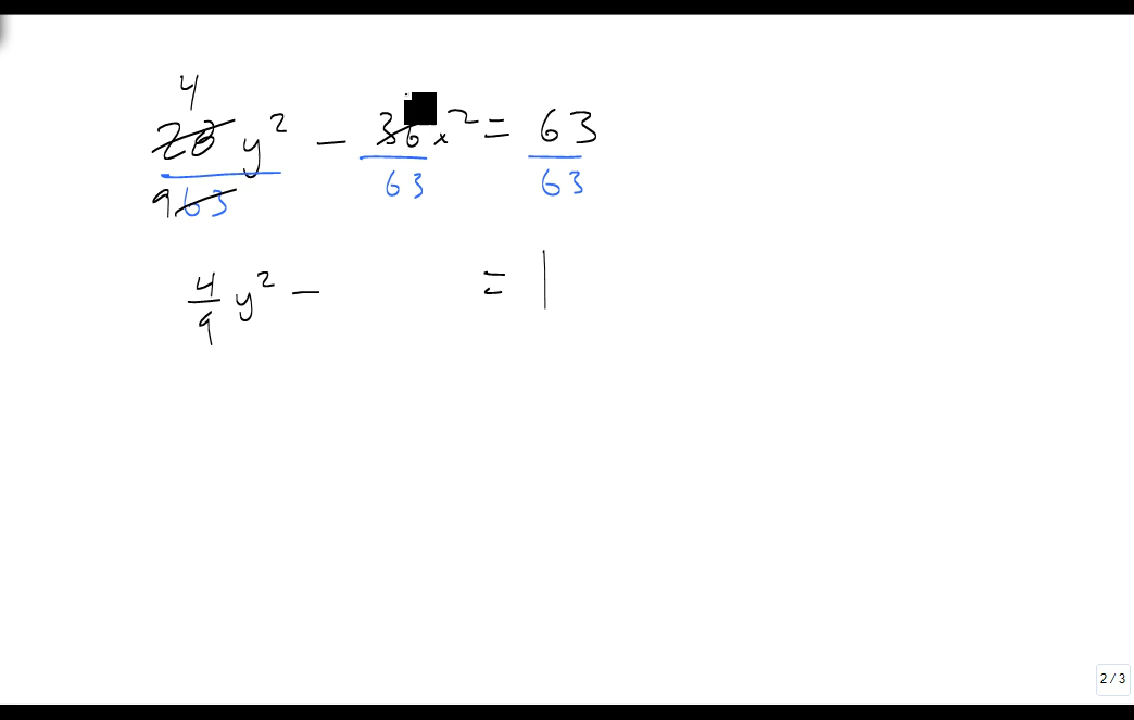 4
28 y² - 36 x² = 63
9 63 63 63
4/9 y² - = 1
2/3